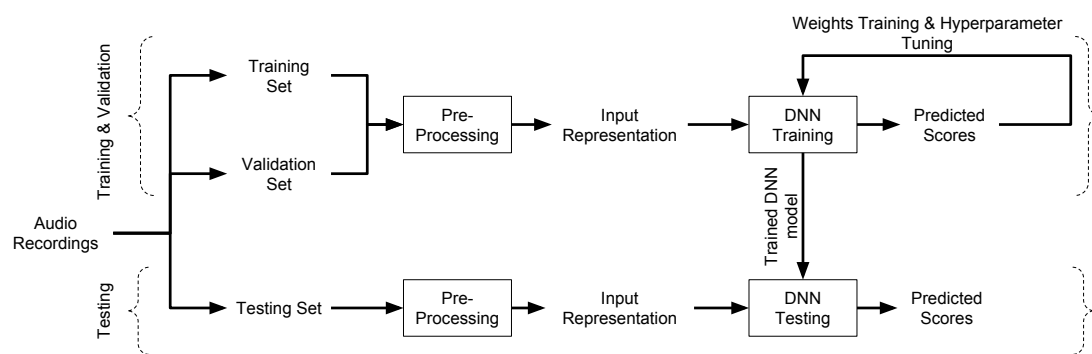 Weights Training & Hyperparameter
Tuning
Training & Validation
Training
Set
Pre-
Processing
Input
Representation
DNN
Training
Predicted
Scores
Validation
Set
Audio
Recordings
Trained DNN
model
Testing
Testing Set
Pre-
Processing
Input
Representation
DNN
Testing
Predicted
Scores